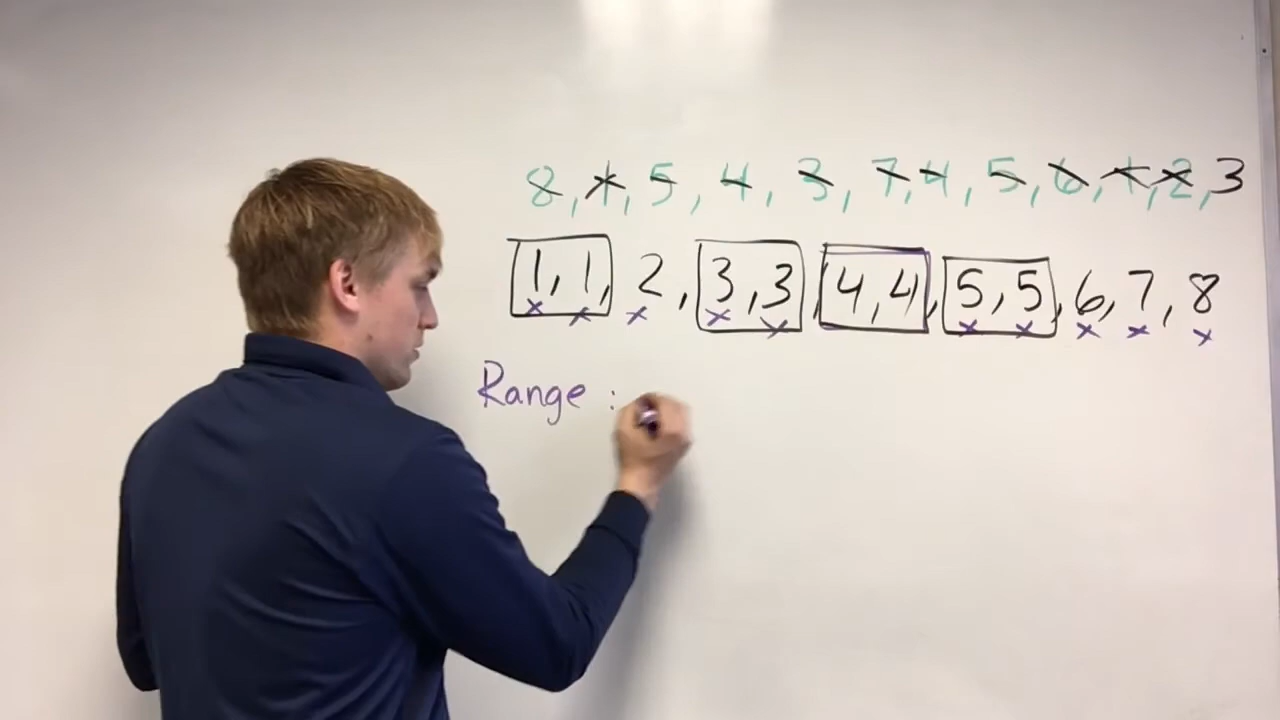 8, 1, 5, 4, 3, 7, 4, 5, 6, 1, 2, 3
1, 1, 2, 3, 3, 4, 4, 5, 5, 6, 7, 8
x x x x x x x x x x
Range :